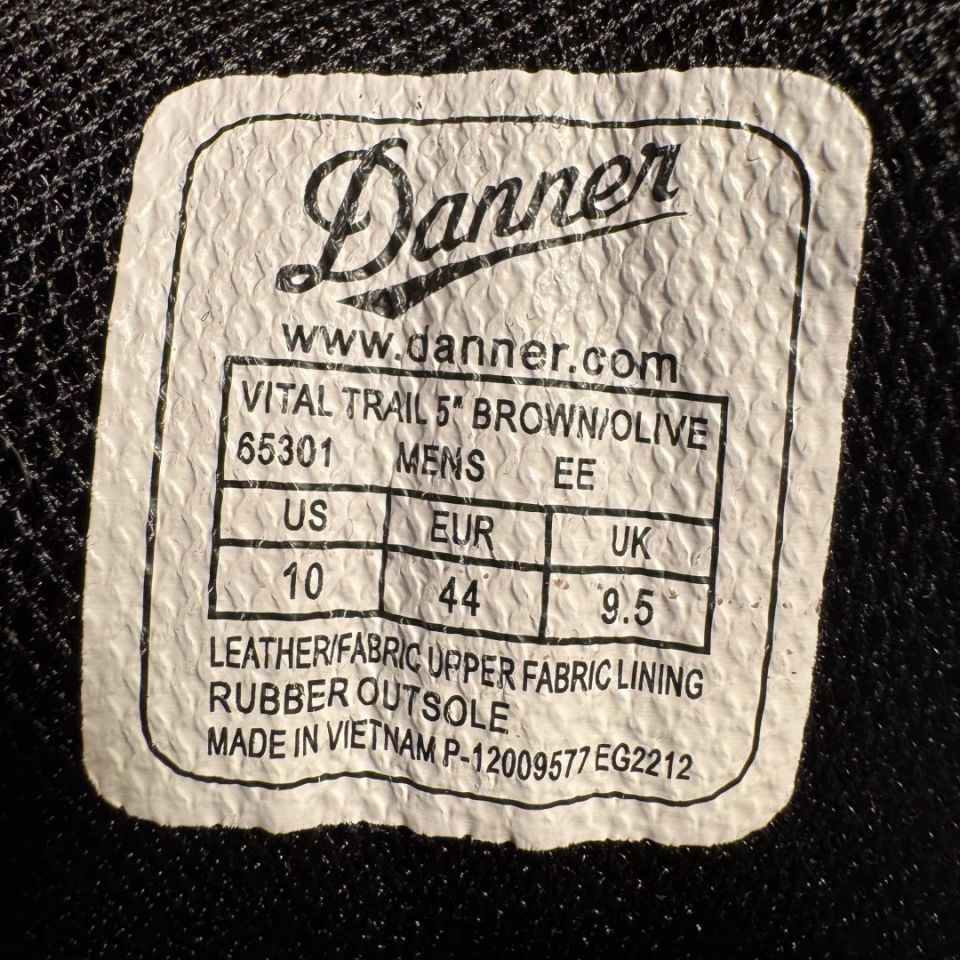 Danner
www.danner.com
VITAL TRAIL 5" BROWN/OLIVE
65301 MENS EE
US EUR UK
10 44 9.5
LEATHER/FABRIC UPPER FABRIC LINING
RUBBER OUTSOLE
MADE IN VIETNAM P-12009577 EG2212